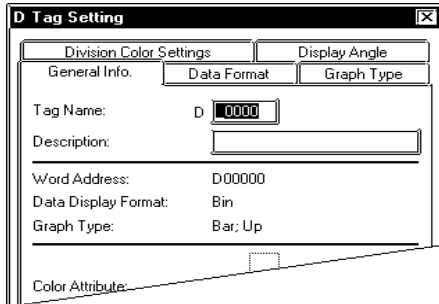 D Tag Setting
Division Color Settings Display Angle
General Info. Data Format Graph Type
Tag Name: D 0000
Description:
Word Address: D00000
Data Display Format: Bin
Graph Type: Bar; Up
Color Attribute: